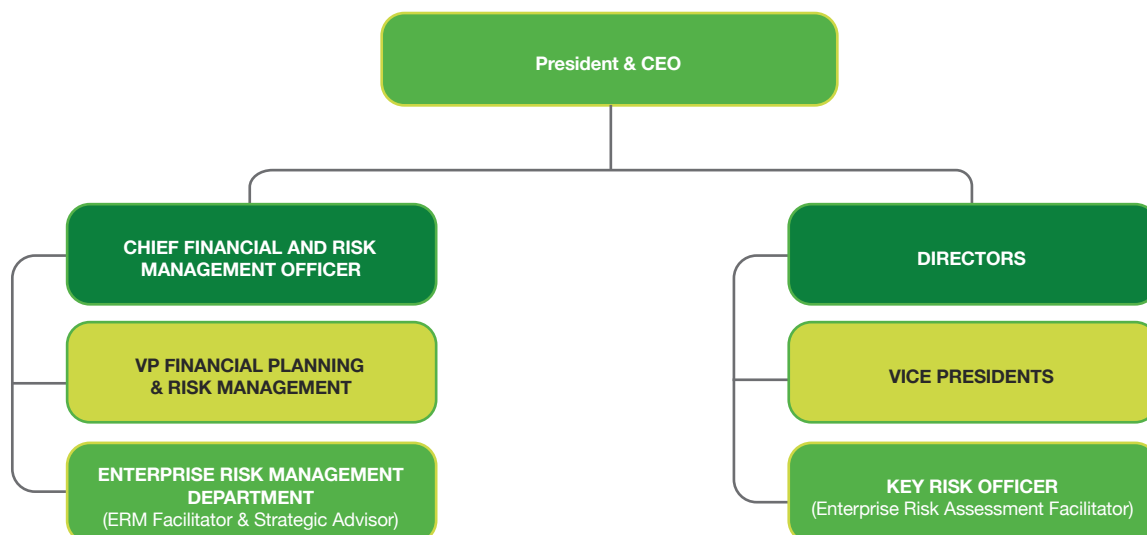 President & CEO
CHIEF FINANCIAL AND RISK
MANAGEMENT OFFICER
VP FINANCIAL PLANNING
& RISK MANAGEMENT
ENTERPRISE RISK MANAGEMENT
DEPARTMENT
(ERM Facilitator & Strategic Advisor)
DIRECTORS
VICE PRESIDENTS
KEY RISK OFFICER
(Enterprise Risk Assessment Facilitator)